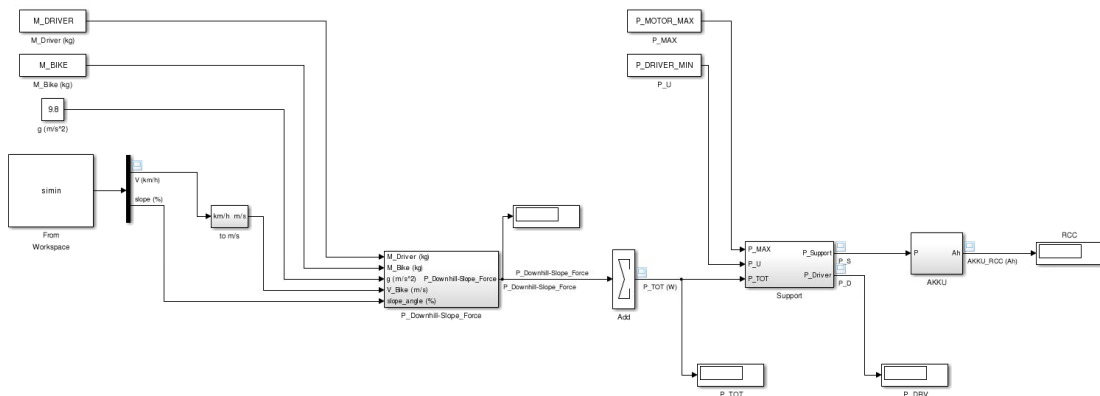 M_DRIVER
M_Driver (kg)
M_BIKE
M_Bike (kg)
9.8
g (m/s^2)
simin
From
Workspace
V (km/h)
slope (%)
km/h m/s
to m/s
M_Driver (kg)
M_Bike (kg)
g (m/s^2) P_Downhill-Slope_Force
V_Bike (m/s)
slope_angle (%)
P_Downhill-Slope_Force
P_Downhill-Slope_Force
P_Downhill-Slope_Force
Add
P_TOT (W)
P_TOT
P_MOTOR_MAX
P_MAX
P_DRIVER_MIN
P_U
P_MAX
P_Support
P_U
P_Driver
P_TOT
Support
P_S
P_D
P_DRV
P Ah
AKKU
AKKU_RCC (Ah)
RCC